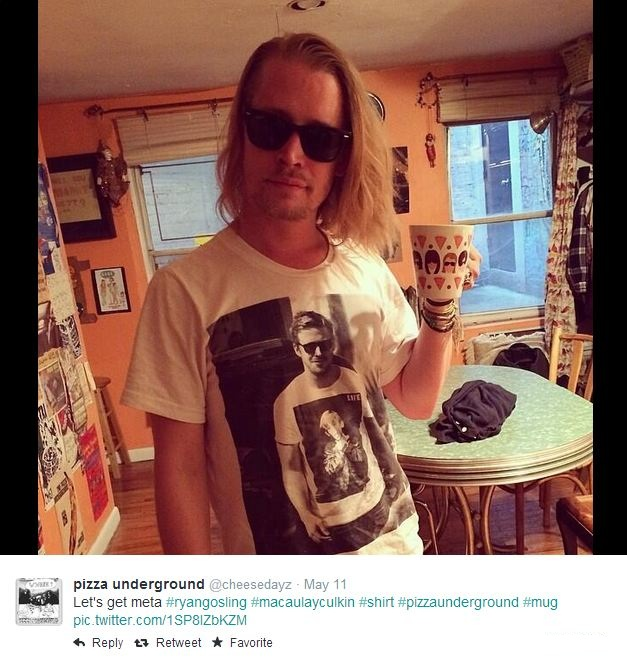 LIFE
pizza underground @cheesedayz · May 11
Let's get meta #ryangosling #macaulayculkin #shirt #pizzaunderground #mug
pic.twitter.com/1SP8lZbKZM
Reply Retweet Favorite